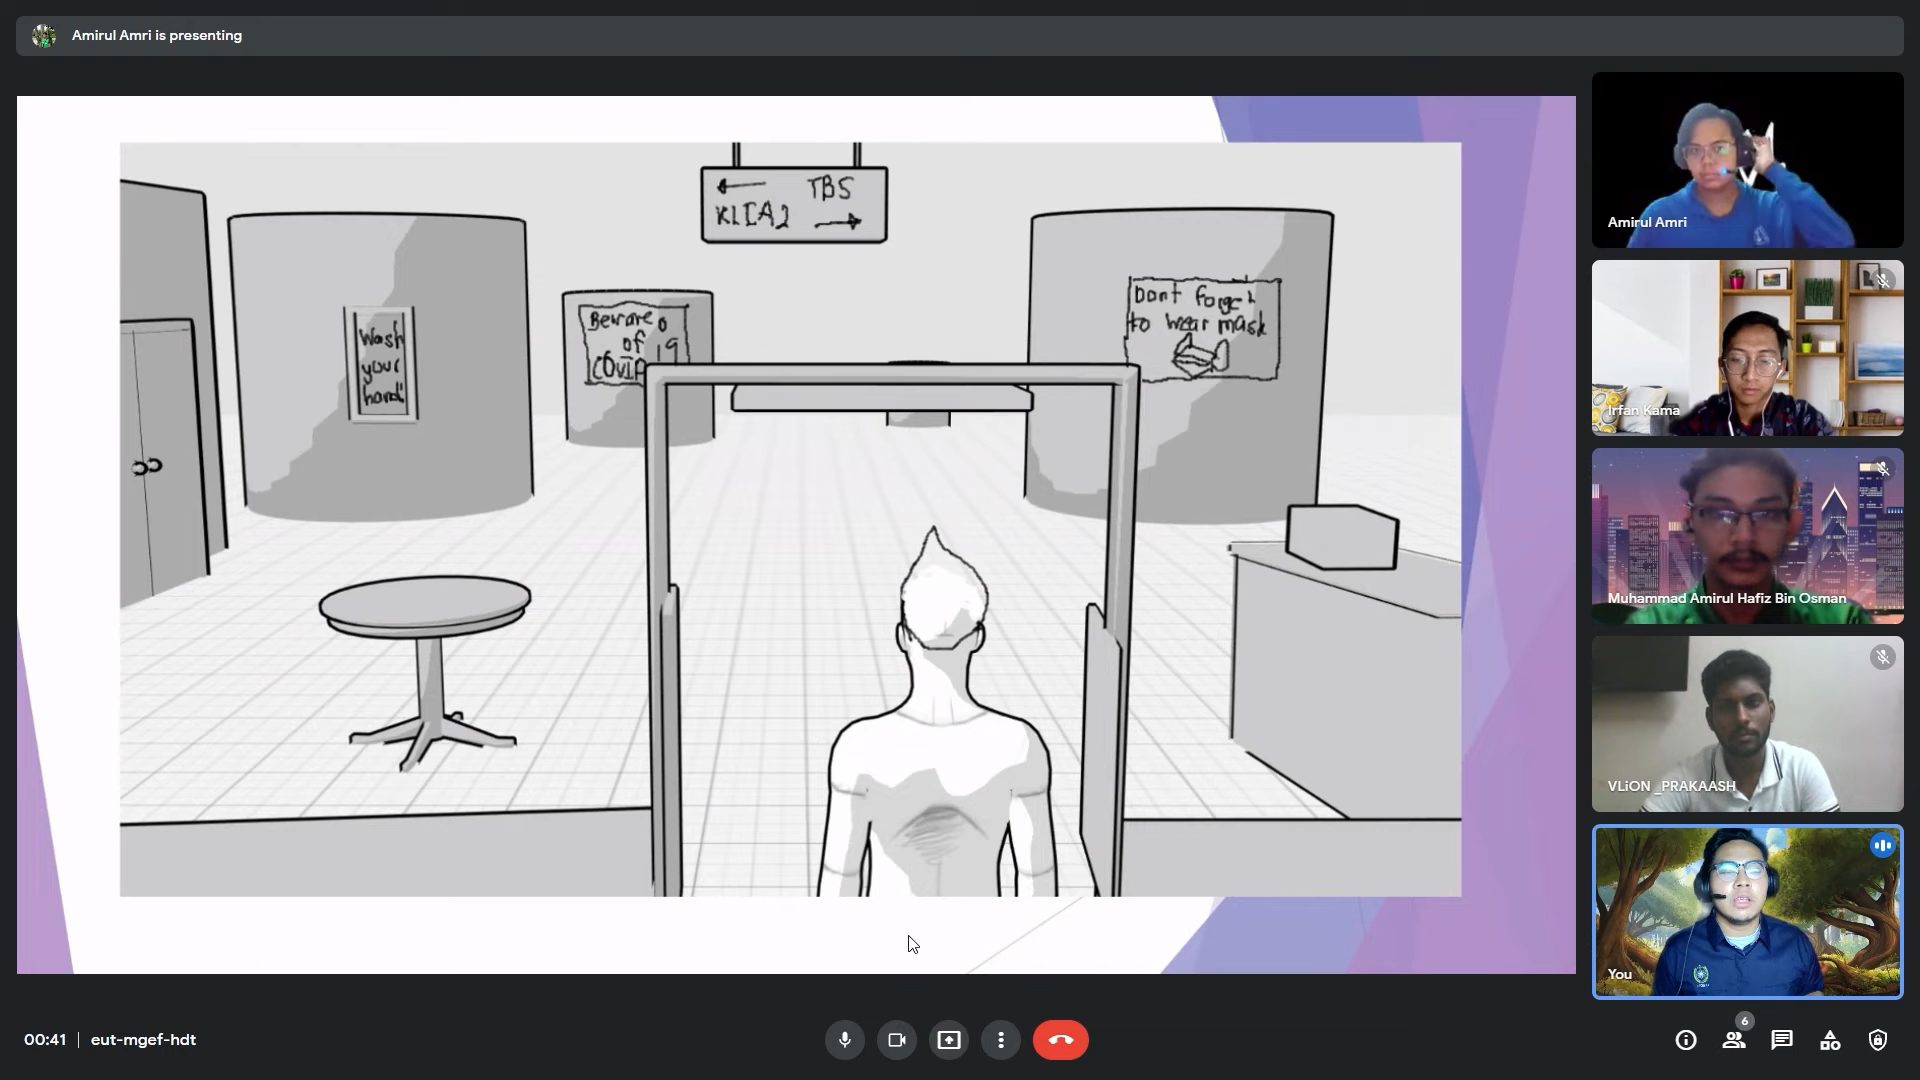 Amirul Amri is presenting
← TBS
KLIA2 →
Wash
your
hand
Beware
of
COVID 19
Dont forget
to wear mask
Amirul Amri
Irfan Kama
Muhammad Amirul Hafiz Bin Osman
VLiON _PRAKAASH
You
00:41 | eut-mgef-hdt
6